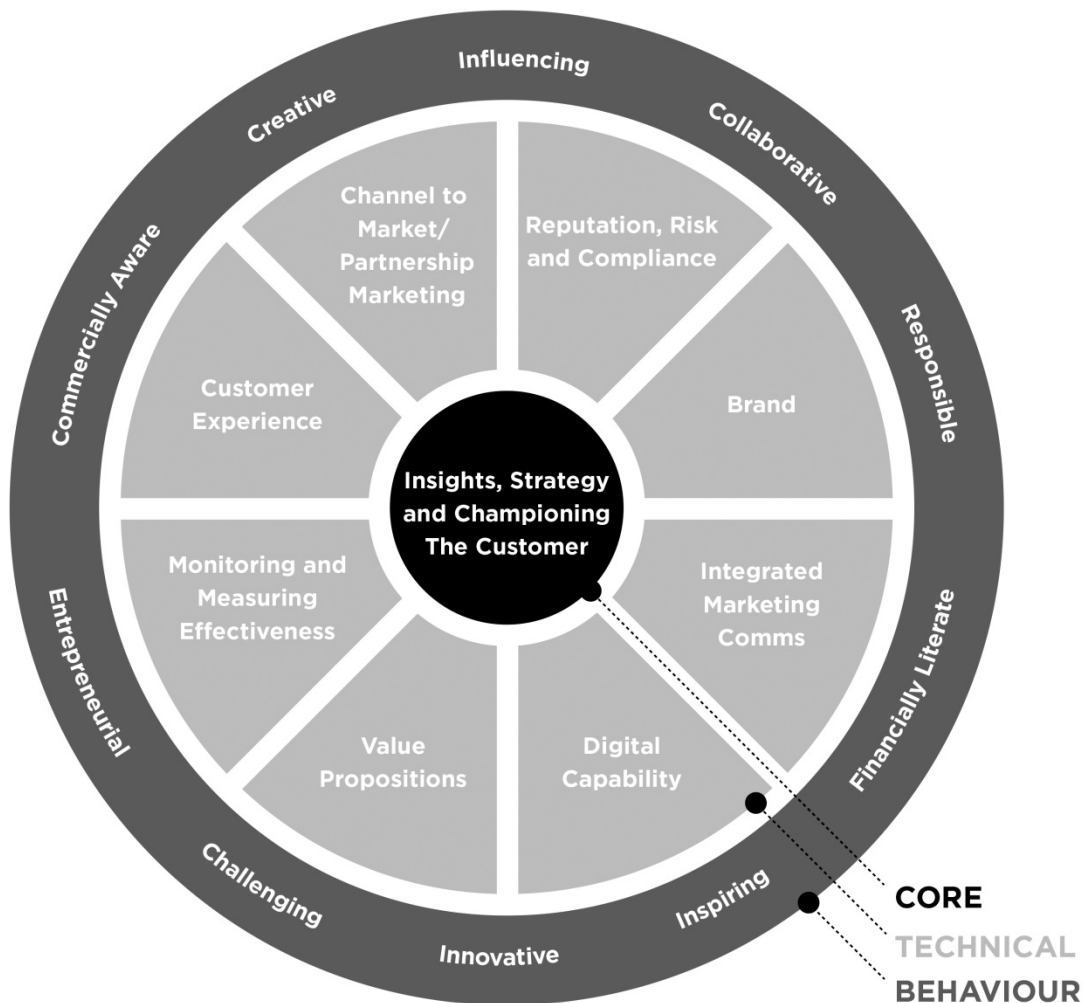 Influencing
Collaborative
Responsible
Financially Literate
Inspiring
Innovative
Challenging
Entrepreneurial
Commercially Aware
Creative
Channel to
Market/
Partnership
Marketing
Reputation, Risk
and Compliance
Brand
Integrated
Marketing
Comms
Digital
Capability
Value
Propositions
Monitoring and
Measuring
Effectiveness
Customer
Experience
Insights, Strategy
and Championing
The Customer
CORE
TECHNICAL
BEHAVIOUR